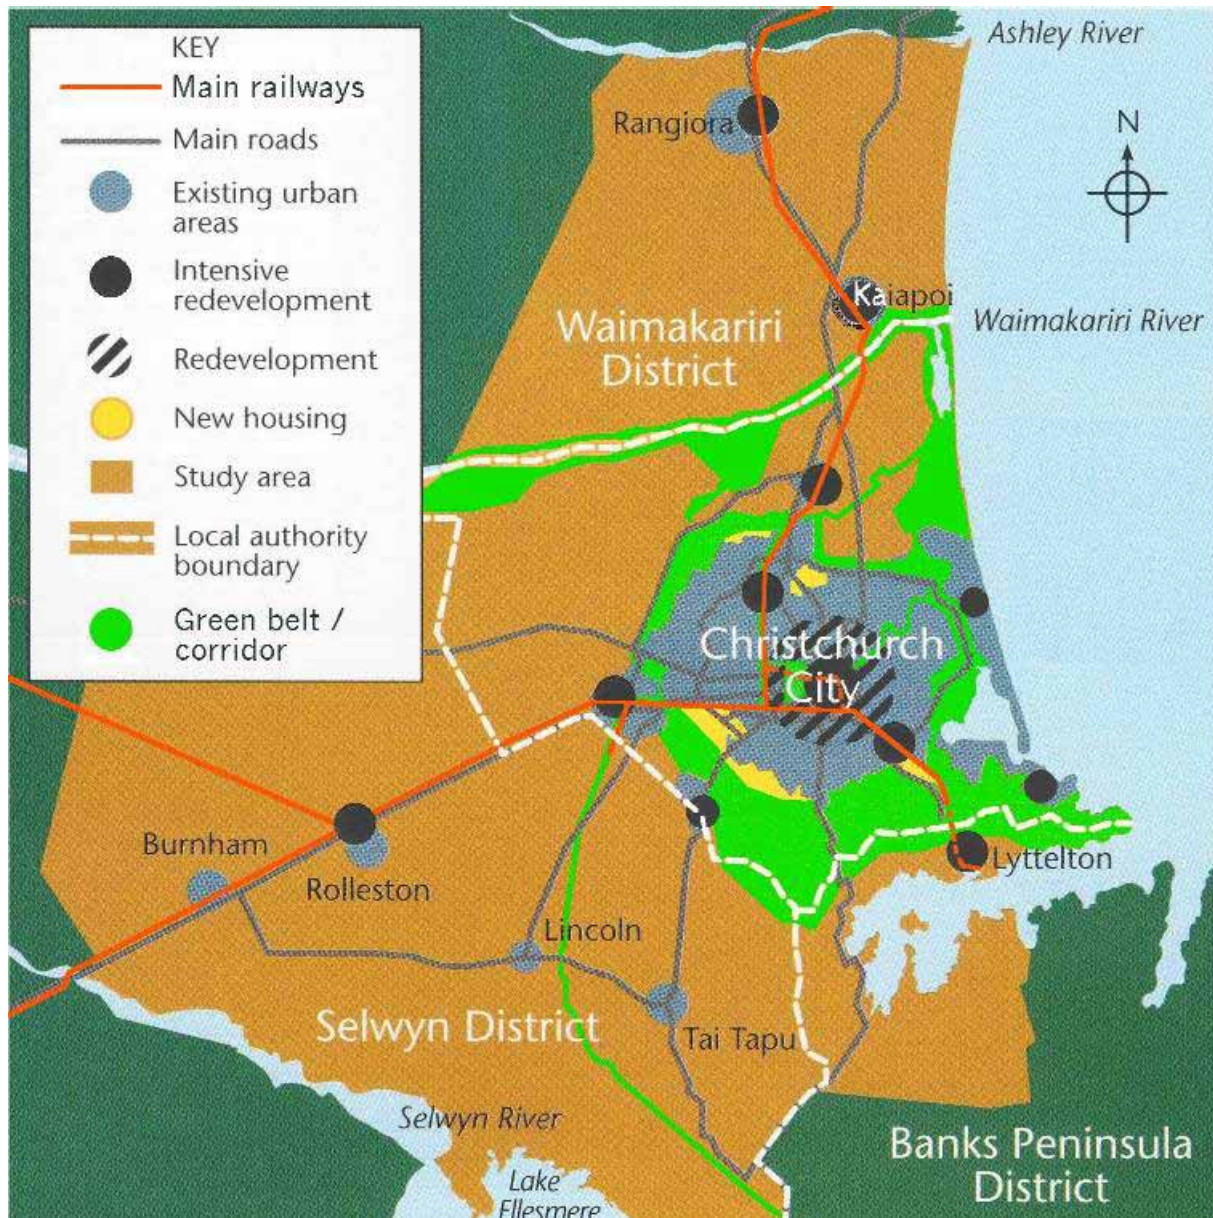 KEY
Main railways
Main roads
Existing urban
areas
Intensive
redevelopment
Redevelopment
New housing
Study area
Local authority
boundary
Green belt /
corridor
Ashley River
N
Rangiora
Kaiapoi
Waimakariri River
Waimakariri
District
Christchurch
City
Burnham
Rolleston
Lyttelton
Lincoln
Selwyn District
Tai Tapu
Selwyn River
Banks Peninsula
District
Lake
Ellesmere